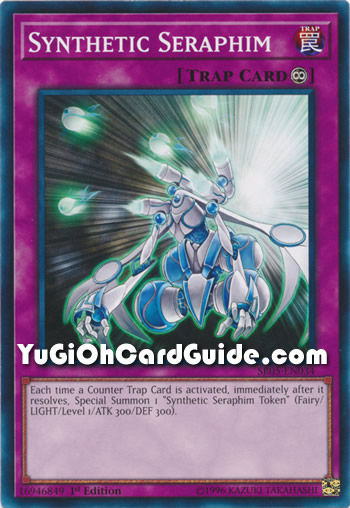 SYNTHETIC SERAPHIM
TRAP
罠
[TRAP CARD ]
YuGiOhCardGuide.com
Each time a Counter Trap Card is activated, immediately after it
resolves, Special Summon 1 "Synthetic Seraphim Token" (Fairy/
LIGHT/Level 1/ATK 300/DEF 300).
16946849 1st Edition
©1996 KAZUKI TAKAHASHI